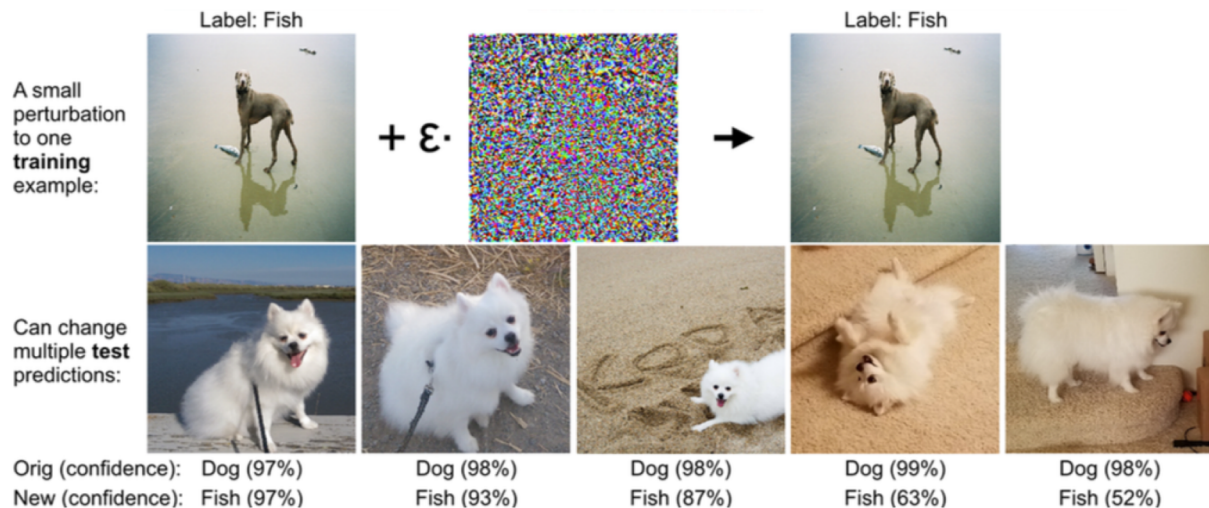 Label: Fish
Label: Fish
A small
perturbation
to one
training
example:
+ ε·
Can change
multiple test
predictions:
Orig (confidence): Dog (97%) Dog (98%) Dog (98%) Dog (99%) Dog (98%)
New (confidence): Fish (97%) Fish (93%) Fish (87%) Fish (63%) Fish (52%)